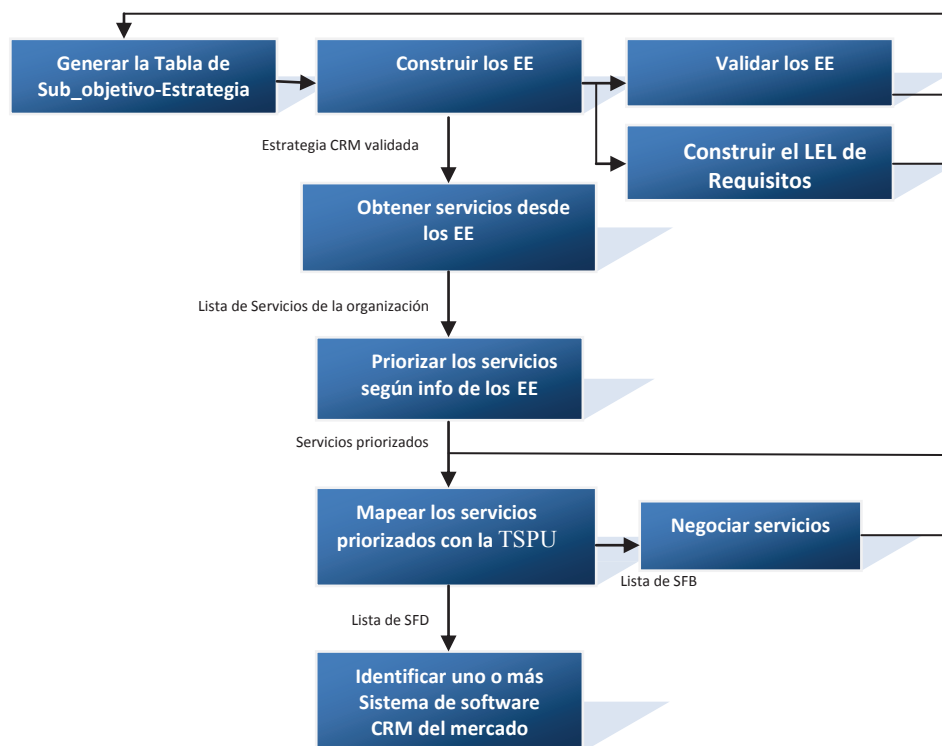 Generar la Tabla de
Sub_objetivo-Estrategia
Construir los EE
Validar los EE
Estrategia CRM validada
Construir el LEL de
Requisitos
Obtener servicios desde
los EE
Lista de Servicios de la organización
Priorizar los servicios
según info de los EE
Servicios priorizados
Mapear los servicios
priorizados con la TSPU
Negociar servicios
Lista de SFB
Lista de SFD
Identificar uno o más
Sistema de software
CRM del mercado